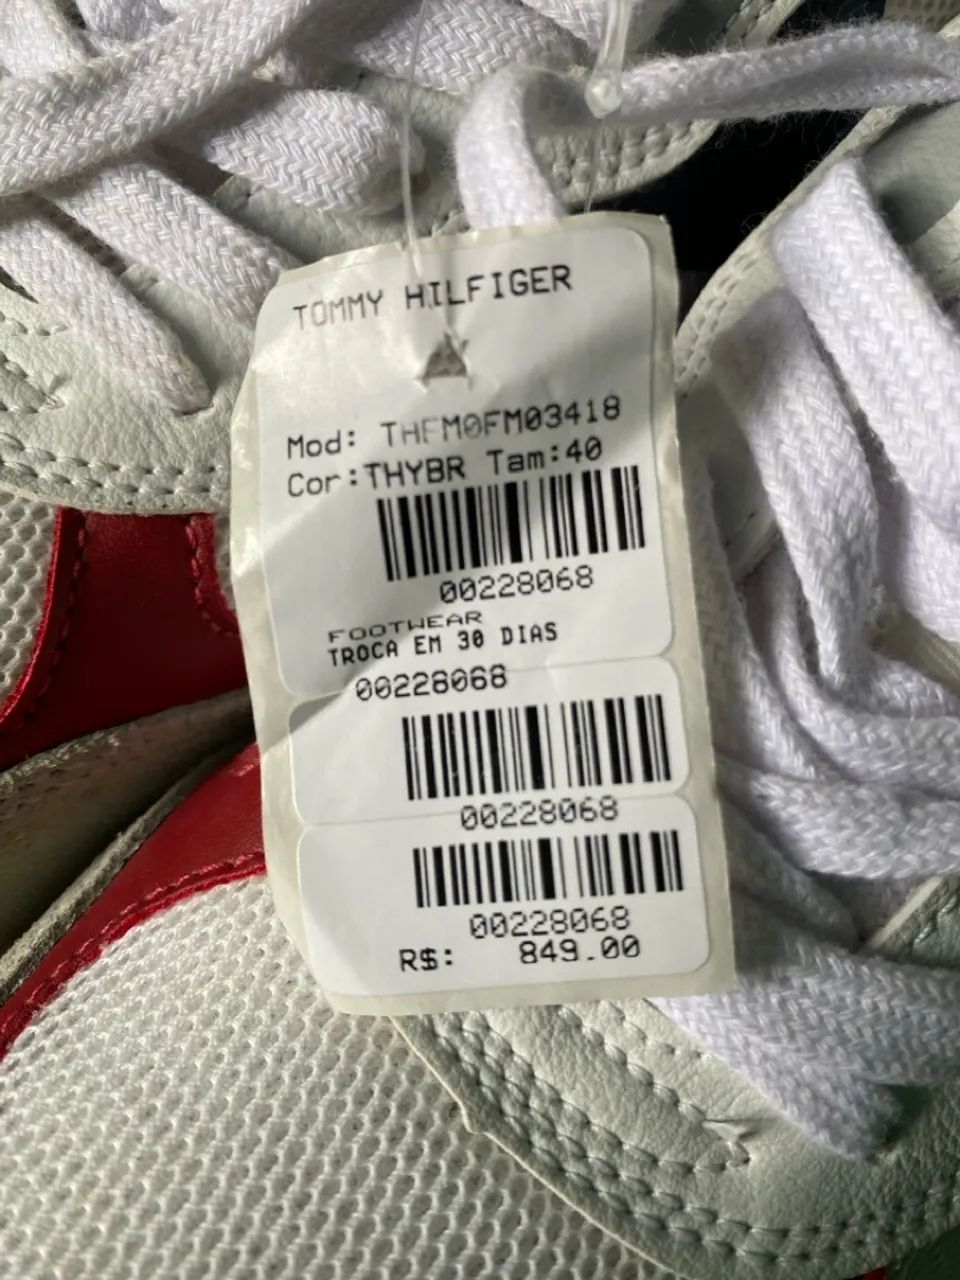 TOMMY HILFIGER
Mod: THFM0FM03418
Cor:THYBR Tam:40
00228068
FOOTWEAR
TROCA EM 30 DIAS
00228068
00228068
00228068
R$: 849.00